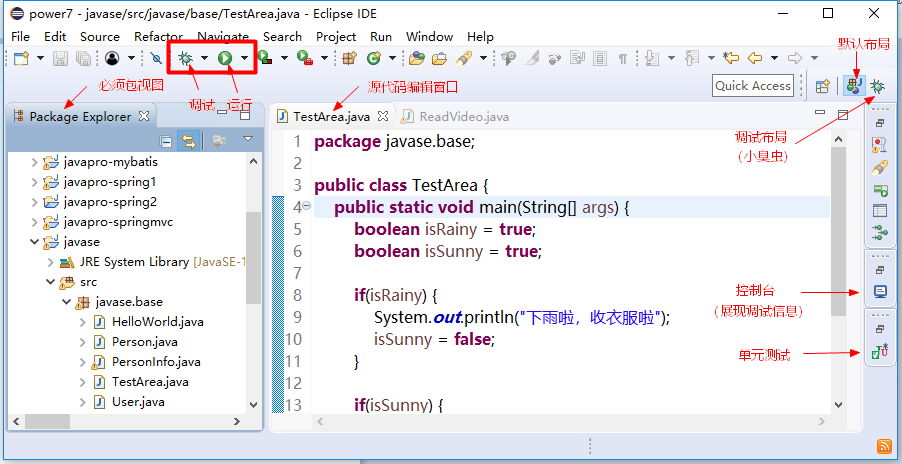 power7 - javase/src/javase/base/TestArea.java - Eclipse IDE
File Edit Source Refactor Navigate Search Project Run Window Help
默认布局
调试 运行
必须包视图
源代码编辑窗口
Quick Access
Package Explorer
TestArea.java
ReadVideo.java
调试布局
(小臭虫)
javapro-mybatis
javapro-spring1
javapro-spring2
javapro-springmvc
javase
JRE System Library [JavaSE-1
src
javase.base
HelloWorld.java
Person.java
PersonInfo.java
TestArea.java
User.java
1 package javase.base;
2
3 public class TestArea {
4 public static void main(String[] args) {
5 boolean isRainy = true;
6 boolean isSunny = true;
7
8 if(isRainy) {
9 System.out.println("下雨啦，收衣服啦");
10 isSunny = false;
11 }
12
13 if(isSunny) {
控制台
(展现调试信息)
单元测试